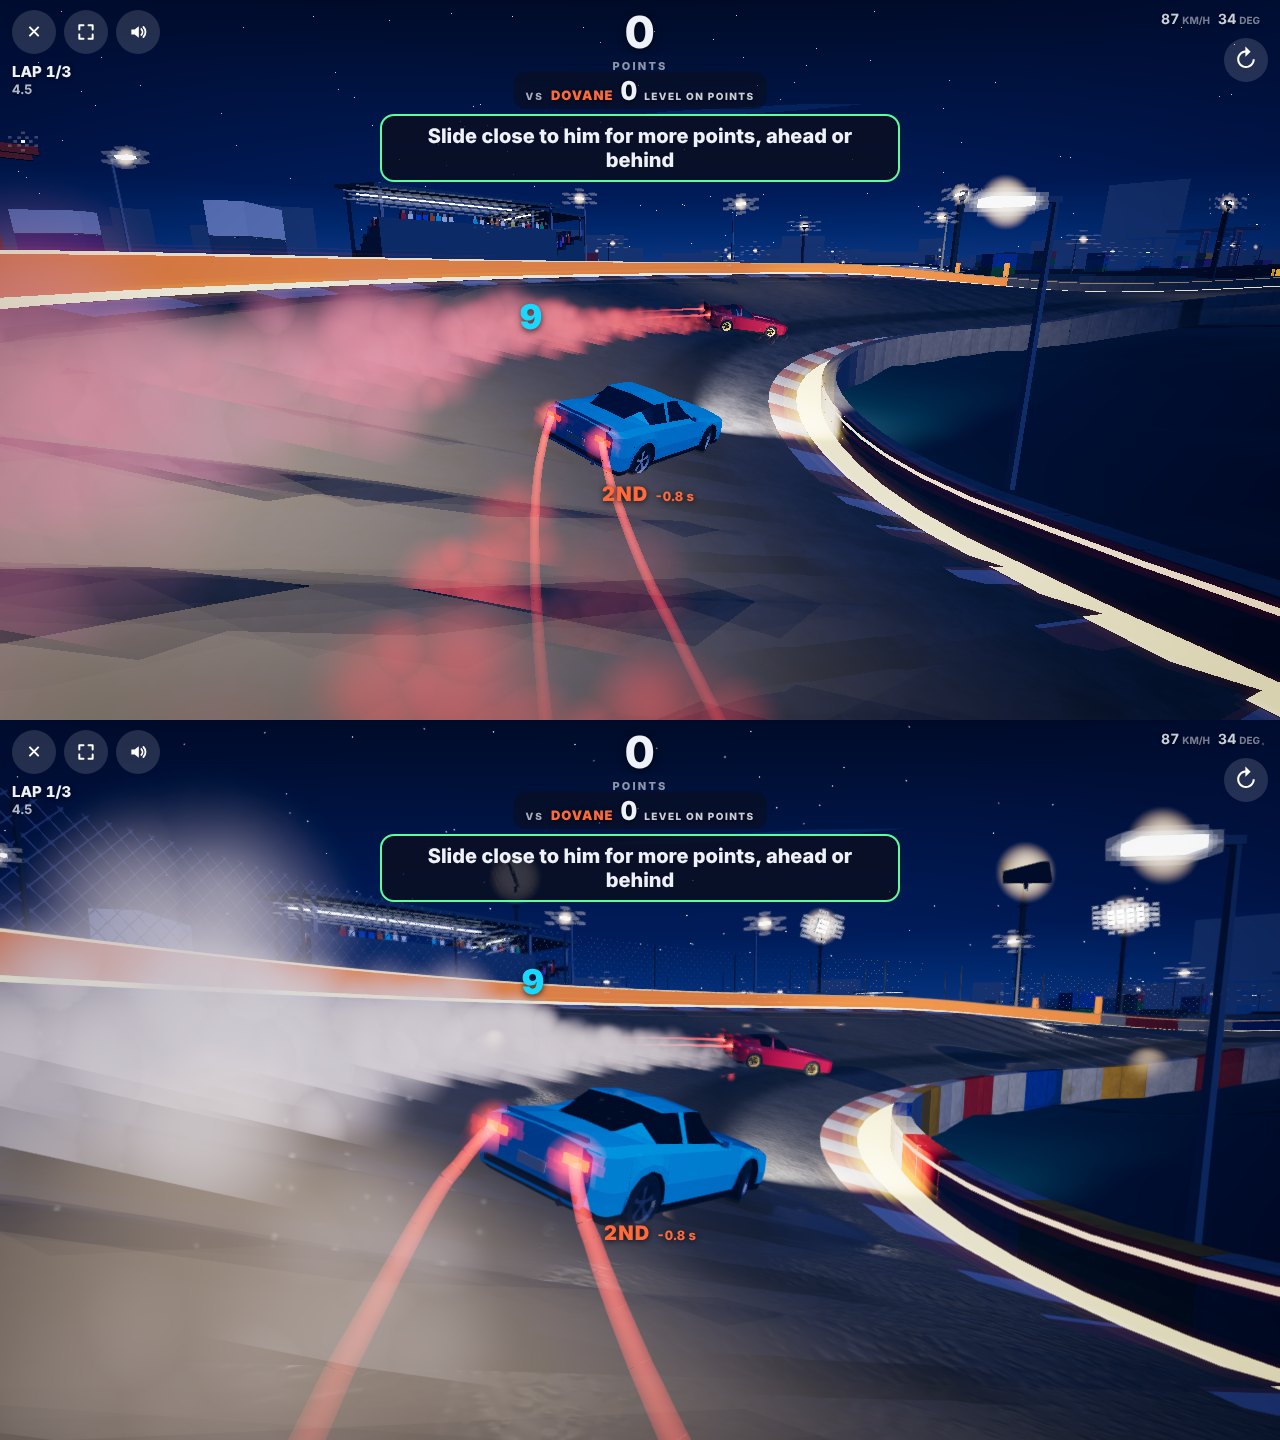 0
87 KM/H 34 DEG
POINTS
LAP 1/3
4.5
VS DOVANE 0 LEVEL ON POINTS
Slide close to him for more points, ahead or
behind
9
2ND -0.8 s
0
87 KM/H 34 DEG
POINTS
LAP 1/3
4.5
VS DOVANE 0 LEVEL ON POINTS
Slide close to him for more points, ahead or
behind
9
2ND -0.8 s